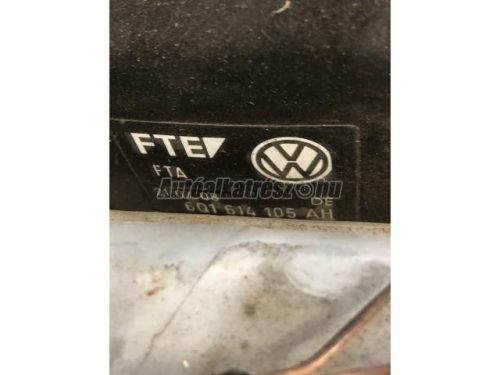 FTE
FTA
Autóalkatrész.hu
DE
6Q1 614 105 AH